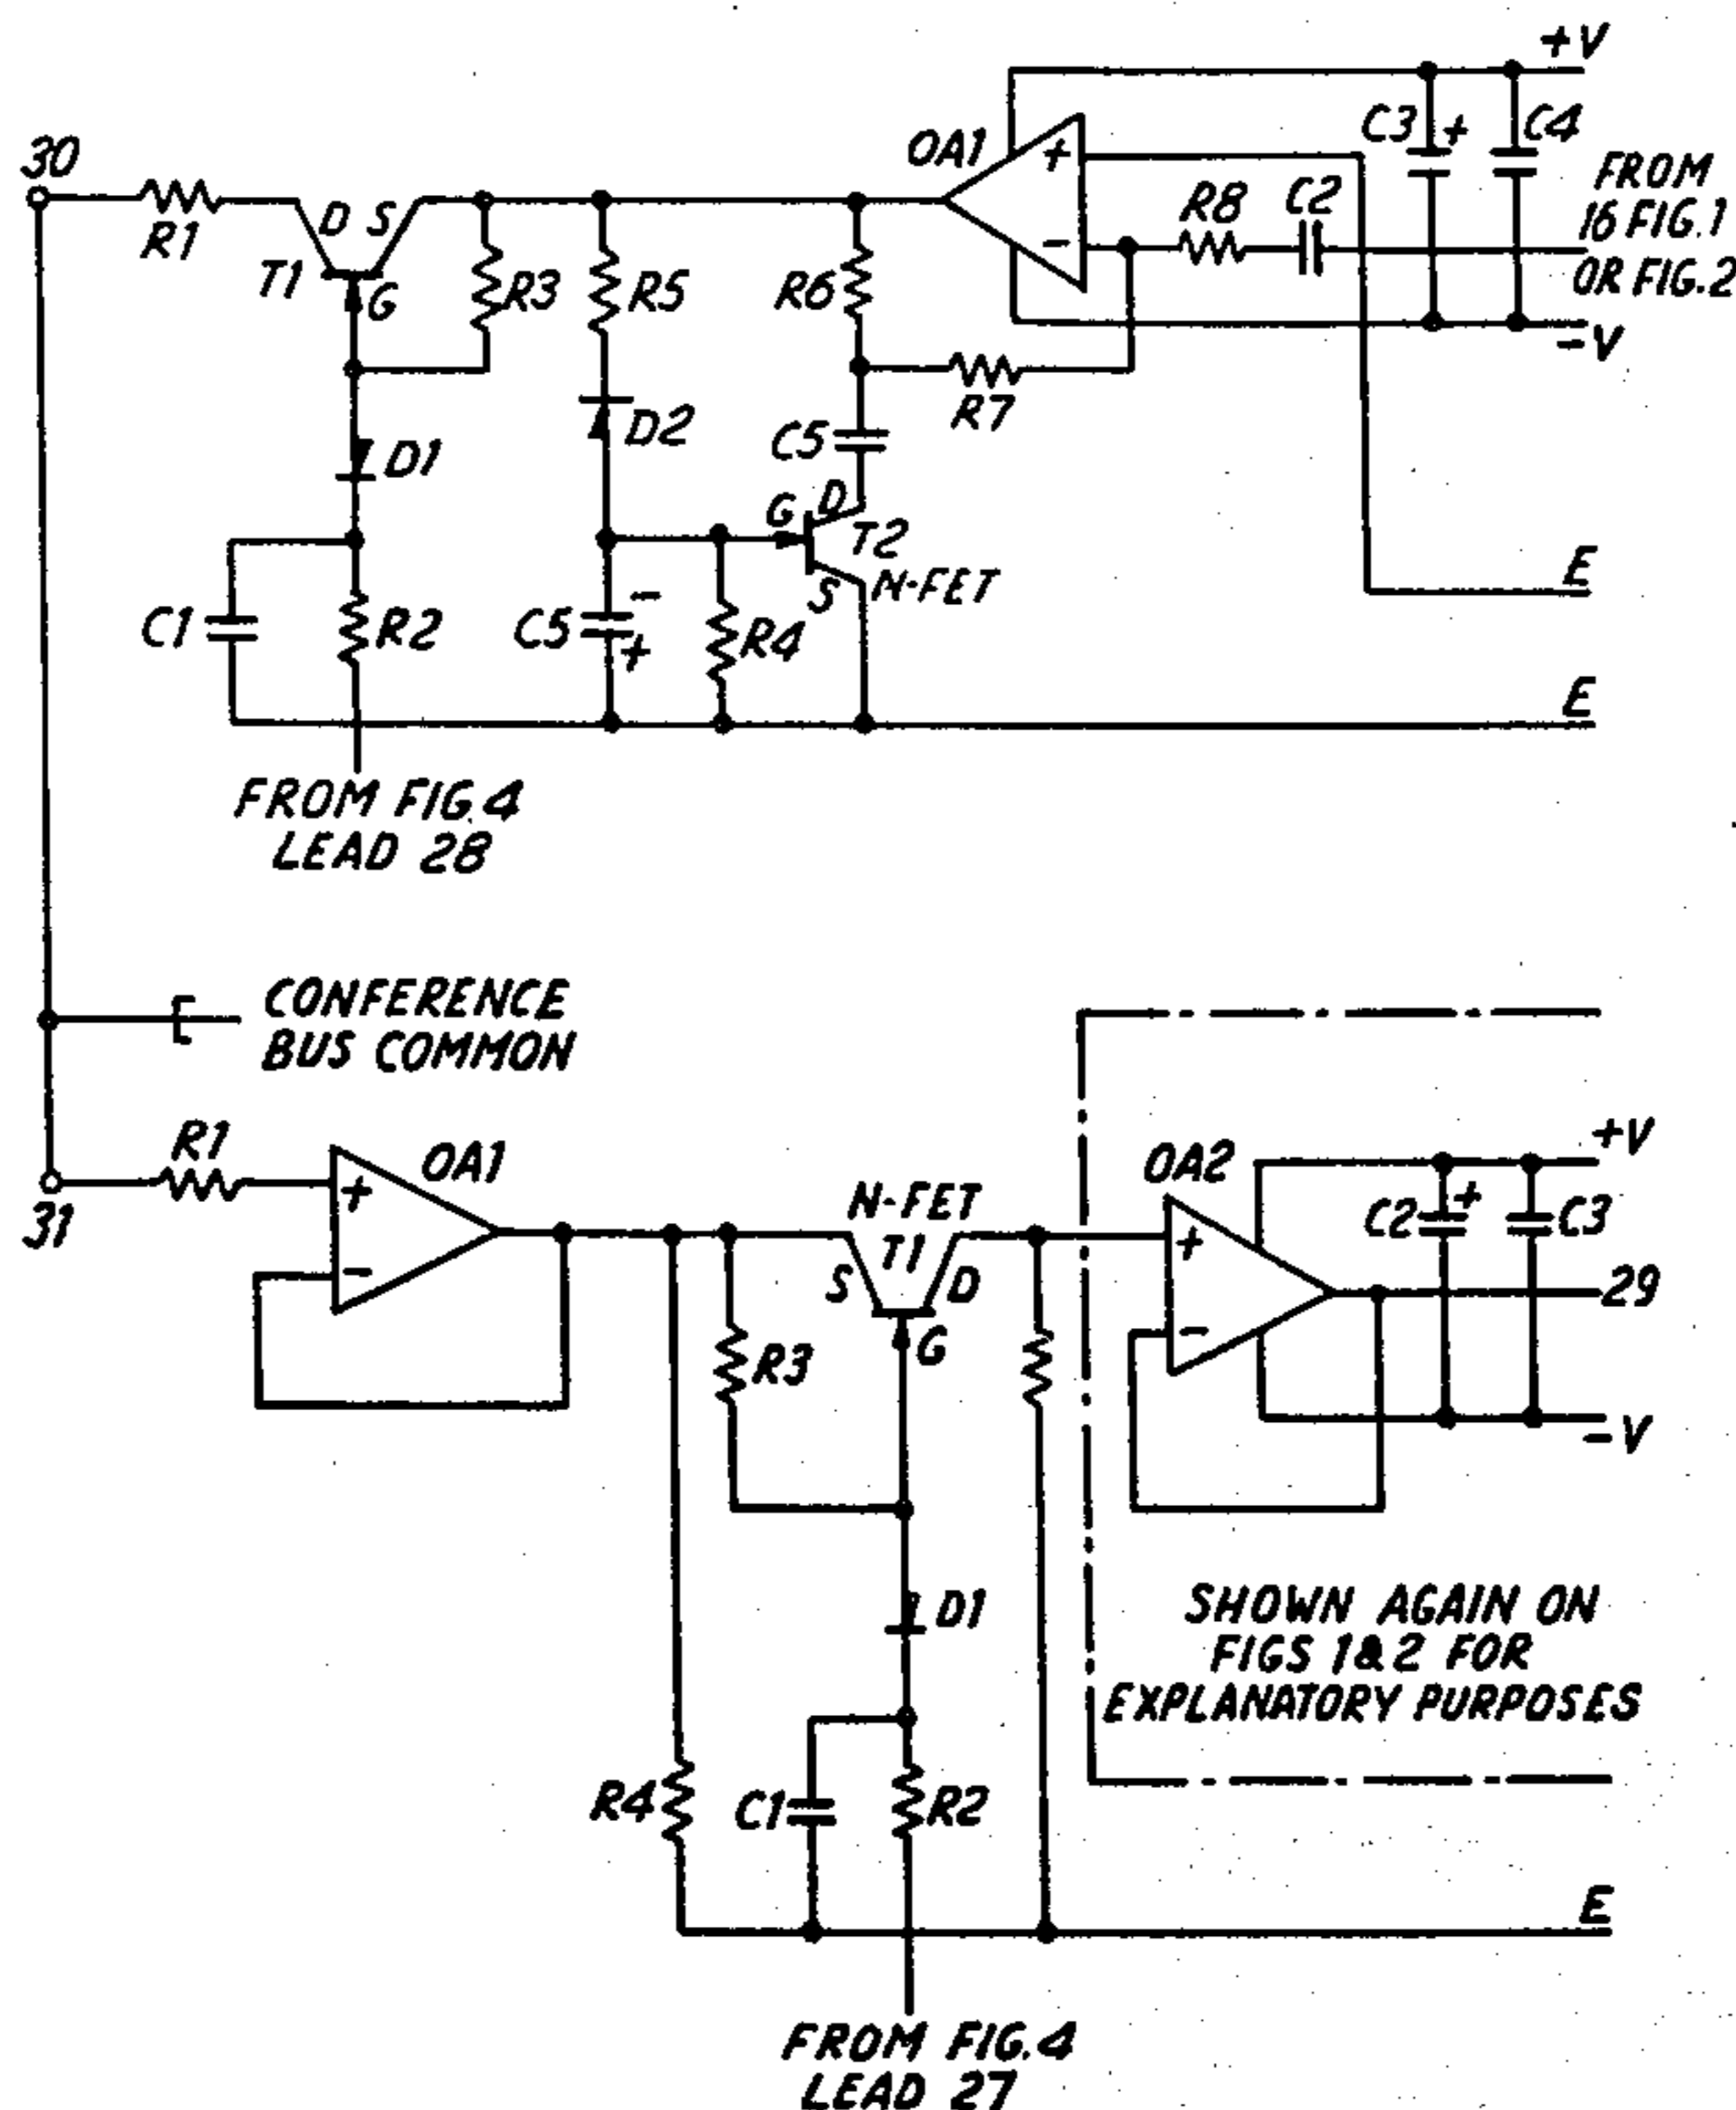 +V
C3
+
C4
OA1
+
30
FROM
16 FIG.1
OR FIG.2
R8
C2
D S
R1
T1
G
-
R3
R5
R6
-V
R7
D1
D2
C5
G
D
T2
E
S
N-FET
C1
R2
C5
-
+
R4
E
FROM FIG.4
LEAD 28
CONFERENCE
BUS COMMON
R1
OA1
OA2
+V
+
N-FET
T1
+
C2
+
C3
31
-
S
D
29
R3
G
-
-V
D1
SHOWN AGAIN ON
FIGS 1&2 FOR
EXPLANATORY PURPOSES
R4
C1
R2
E
FROM FIG.4
LEAD 27